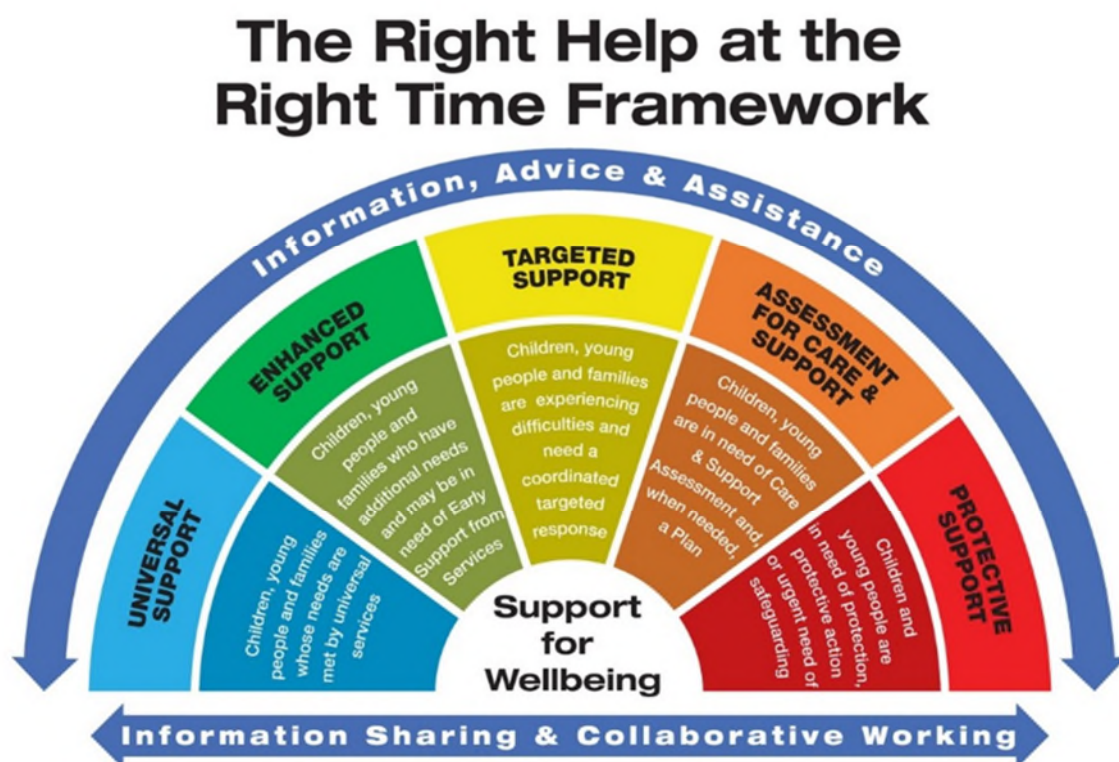 The Right Help at the
Right Time Framework
Information, Advice & Assistance
UNIVERSAL
SUPPORT
Children, young
people and families
whose needs are
met by universal
services
ENHANCED
SUPPORT
Children, young
people and
families who have
additional needs
and may be in
need of Early
Support from
Services
TARGETED
SUPPORT
Children, young
people and families
are experiencing
difficulties and
need a
coordinated
targeted
response
ASSESSMENT
FOR CARE &
SUPPORT
Children, young
people and families
are in need of Care
& Support
Assessment and,
when needed,
a Plan
PROTECTIVE
SUPPORT
Children and
young people are
in need of protection,
protective action
or urgent need of
safeguarding
Support
for
Wellbeing
Information Sharing & Collaborative Working